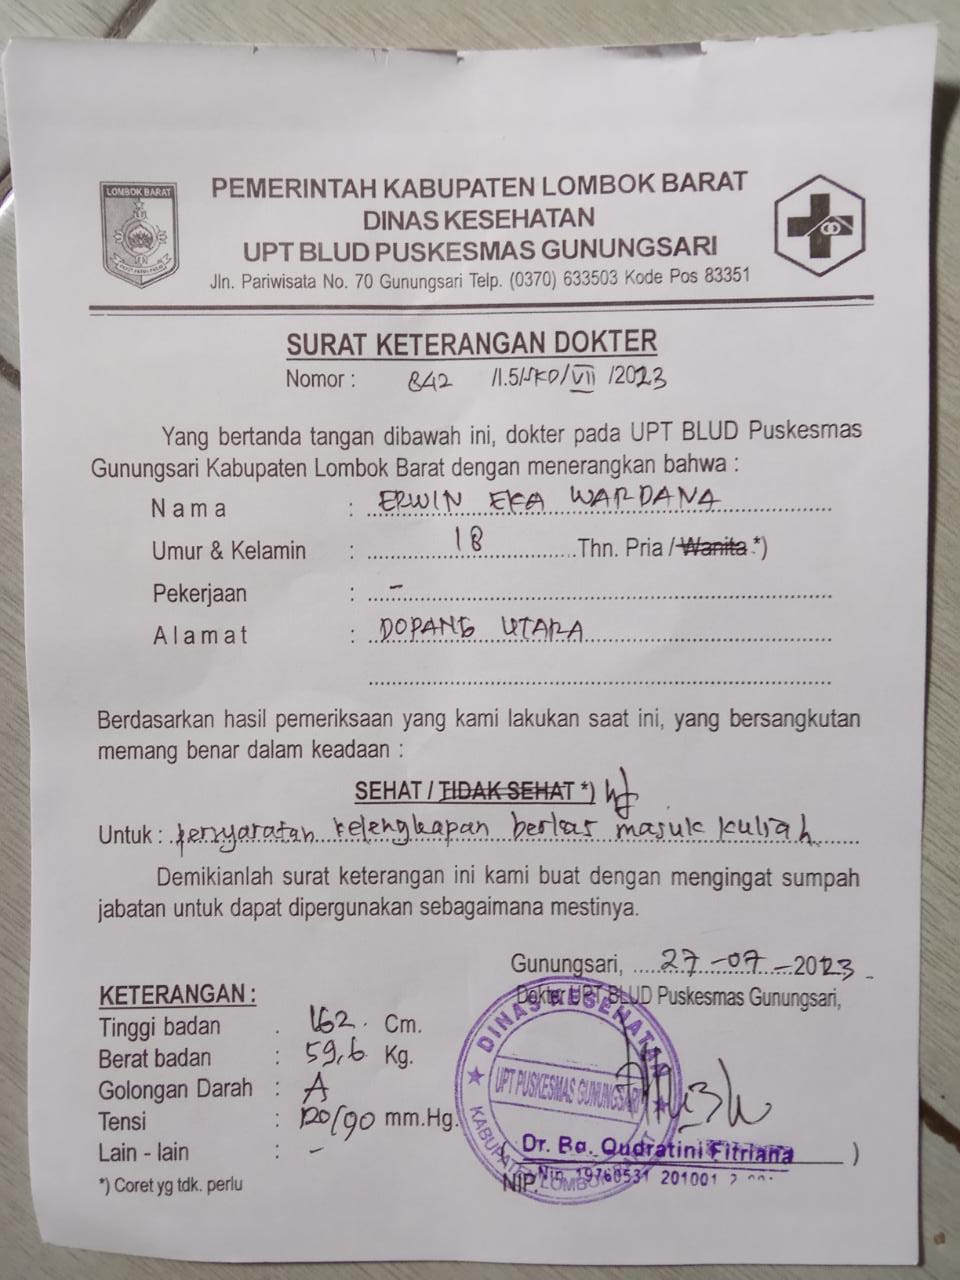 LOMBOK BARAT
PEMERINTAH KABUPATEN LOMBOK BARAT
DINAS KESEHATAN
UPT BLUD PUSKESMAS GUNUNGSARI
Jln. Pariwisata No. 70 Gunungsari Telp. (0370) 633503 Kode Pos 83351
SURAT KETERANGAN DOKTER
Nomor : 842 /1.5/SKD/VII /2023
Yang bertanda tangan dibawah ini, dokter pada UPT BLUD Puskesmas
Gunungsari Kabupaten Lombok Barat dengan menerangkan bahwa :
Nama : ERWIN EKA WARDANA
Umur & Kelamin : 18 Thn. Pria / Wanita *)
Pekerjaan : -
Alamat : DOPANG UTARA
Berdasarkan hasil pemeriksaan yang kami lakukan saat ini, yang bersangkutan
memang benar dalam keadaan :
SEHAT / TIDAK SEHAT *)
Untuk : persyaratan kelengkapan berkas masuk kuliah
Demikianlah surat keterangan ini kami buat dengan mengingat sumpah
jabatan untuk dapat dipergunakan sebagaimana mestinya.
Gunungsari, 27-07-2023
Dokter UPT BLUD Puskesmas Gunungsari,
KETERANGAN :
Tinggi badan : 162 Cm.
Berat badan : 59,6 Kg.
Golongan Darah : A
Tensi : 120/90 mm.Hg.
Lain - lain : -
*) Coret yg tdk. perlu
DINAS KESEHATAN
UPT PUSKESMAS GUNUNGSARI
KABUPATEN LOMBOK BARAT
Dr. Ba. Qudratini Fitriana )
NIP. Nip. 19760531 201001 2